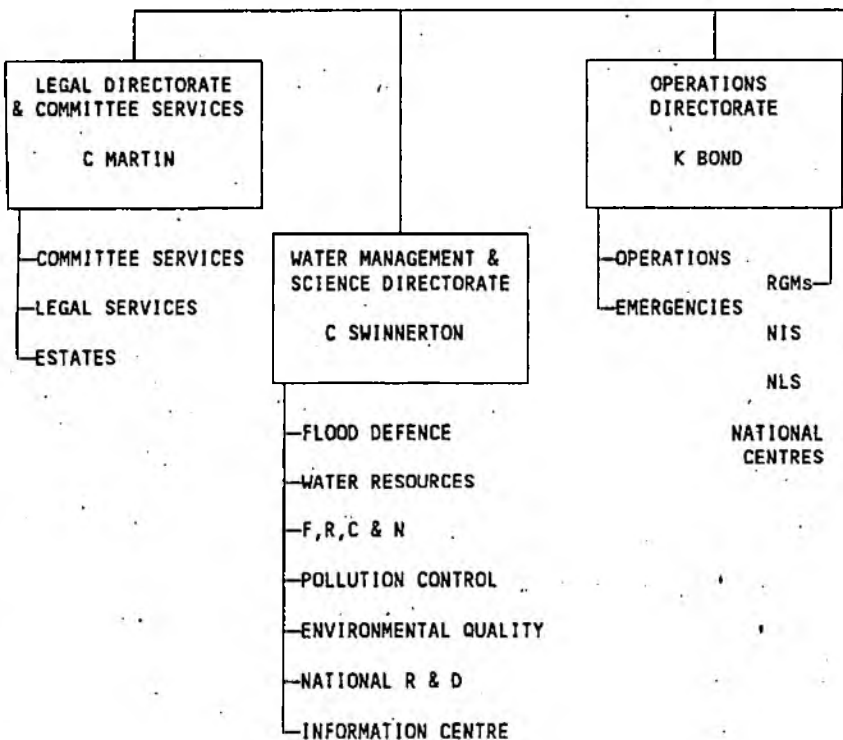 LEGAL DIRECTORATE
& COMMITTEE SERVICES
C MARTIN
COMMITTEE SERVICES
LEGAL SERVICES
ESTATES
WATER MANAGEMENT &
SCIENCE DIRECTORATE
C SWINNERTON
FLOOD DEFENCE
WATER RESOURCES
F,R,C & N
POLLUTION CONTROL
ENVIRONMENTAL QUALITY
NATIONAL R & D
INFORMATION CENTRE
OPERATIONS
DIRECTORATE
K BOND
OPERATIONS
EMERGENCIES
RGMs
NIS
NLS
NATIONAL
CENTRES